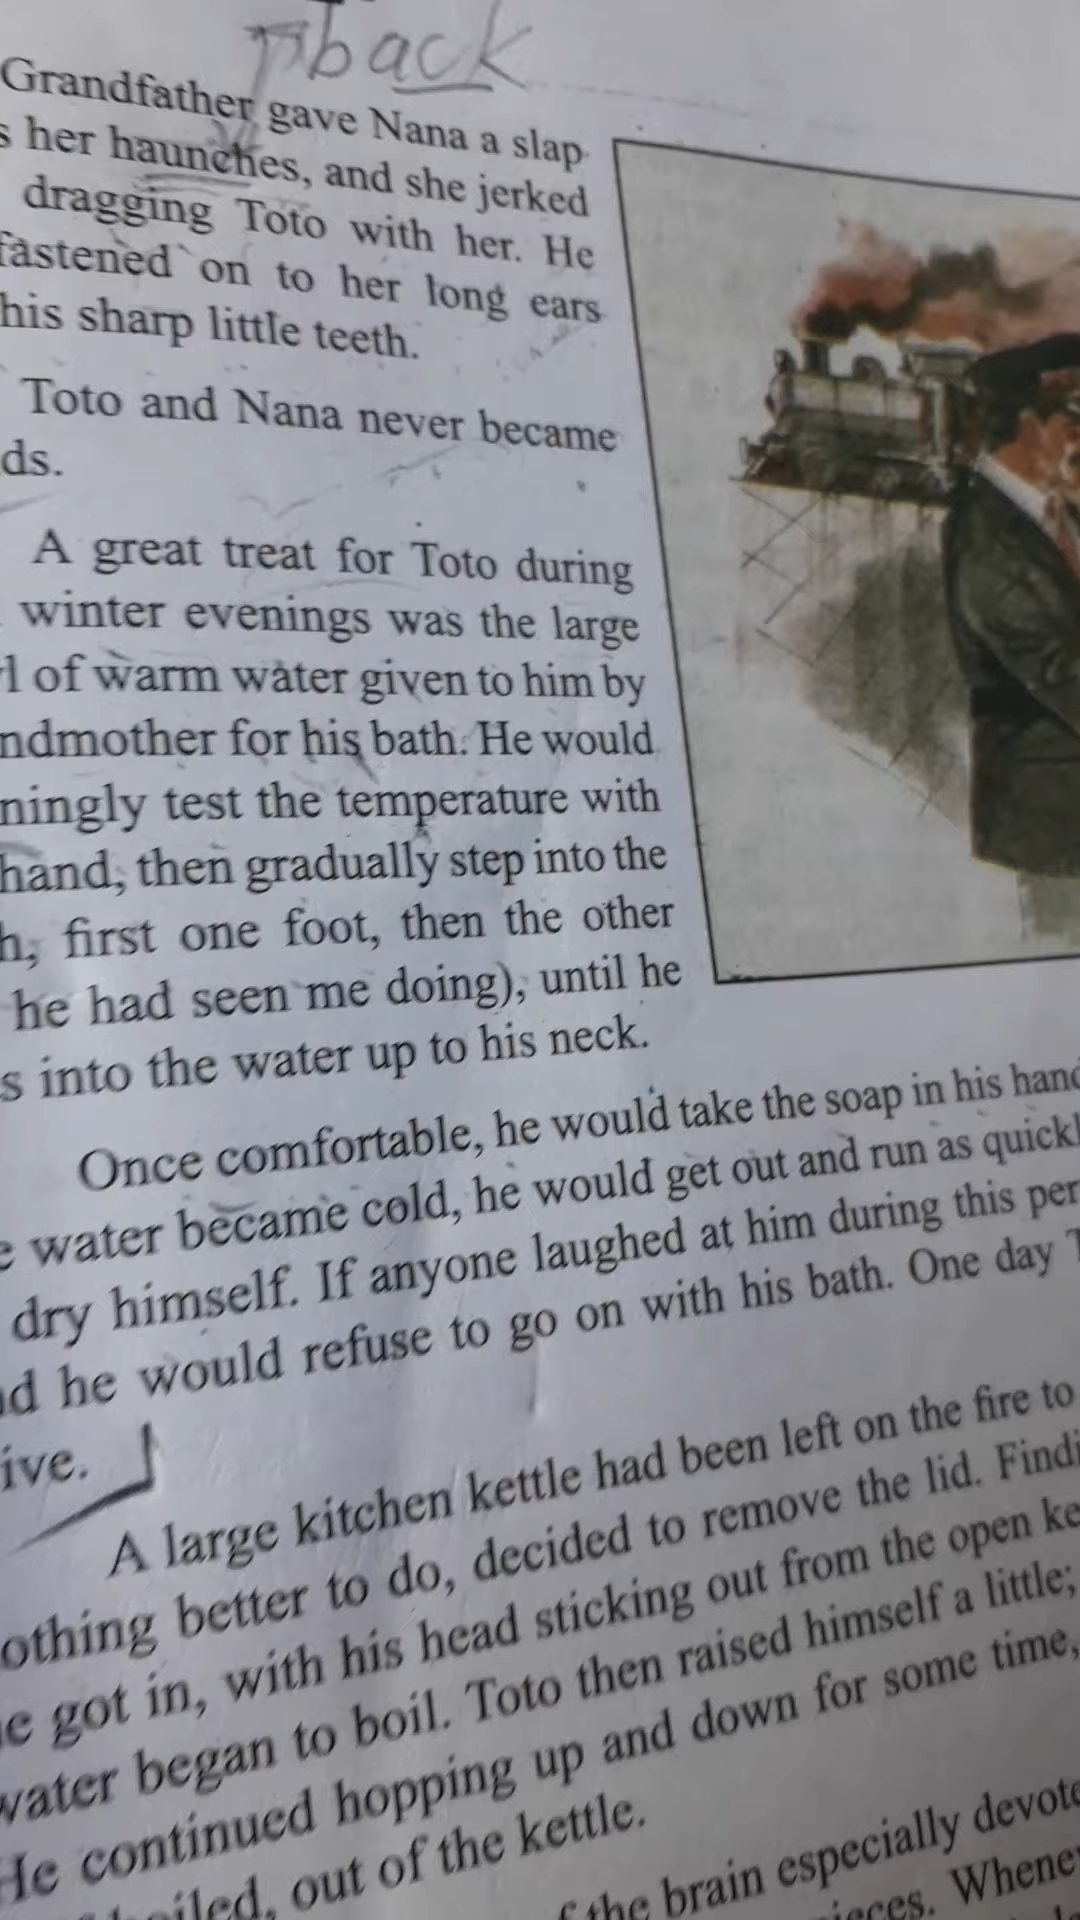 back
Grandfather gave Nana a slap
s her haunches, and she jerked
dragging Toto with her. He
fastened on to her long ears
his sharp little teeth.
Toto and Nana never became
ds.
A great treat for Toto during
winter evenings was the large
l of warm water given to him by
ndmother for his bath. He would
ningly test the temperature with
hand, then gradually step into the
h, first one foot, then the other
he had seen me doing), until he
s into the water up to his neck.
Once comfortable, he would take the soap in his hand
e water became cold, he would get out and run as quickl
dry himself. If anyone laughed at him during this per
nd he would refuse to go on with his bath. One day T
ive.
A large kitchen kettle had been left on the fire to
othing better to do, decided to remove the lid. Findi
e got in, with his head sticking out from the open ke
water began to boil. Toto then raised himself a little;
He continued hopping up and down for some time,
boiled, out of the kettle.
f the brain especially devote
pieces. Whene